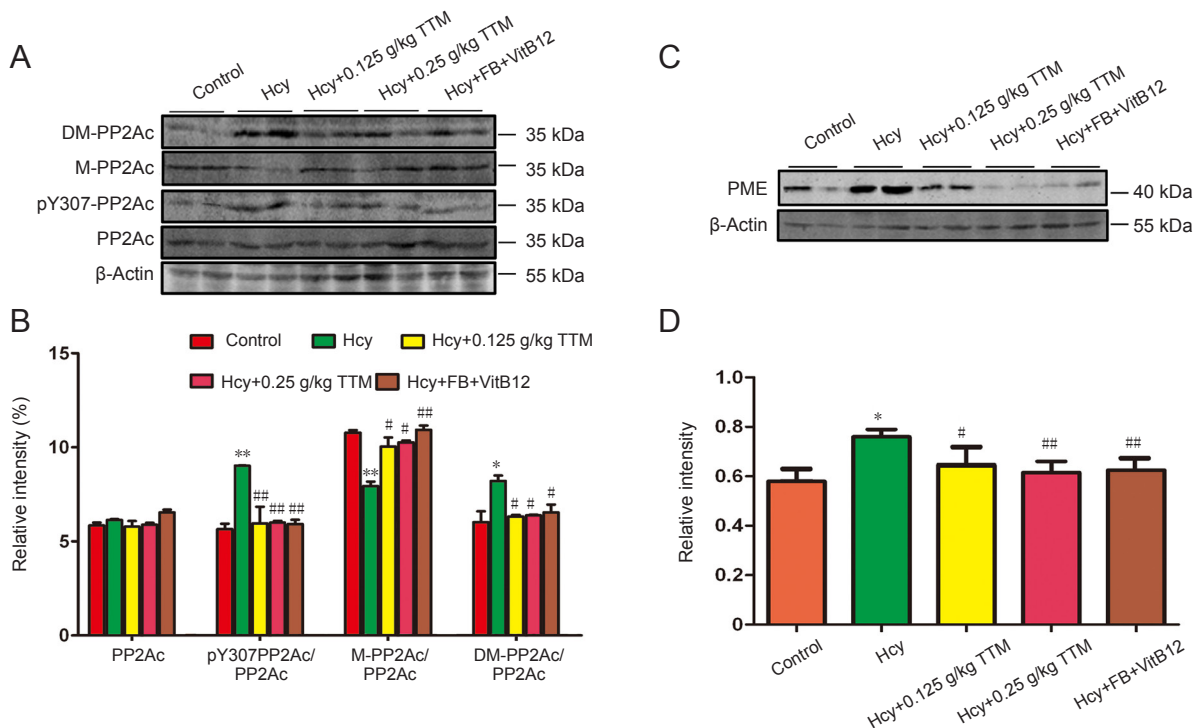 A
Control
Hcy
Hcy+0.125 g/kg TTM
Hcy+0.25 g/kg TTM
Hcy+FB+VitB12
DM-PP2Ac
35 kDa
M-PP2Ac
35 kDa
pY307-PP2Ac
35 kDa
PP2Ac
35 kDa
β-Actin
55 kDa
C
Control
Hcy
Hcy+0.125 g/kg TTM
Hcy+0.25 g/kg TTM
Hcy+FB+VitB12
PME
40 kDa
β-Actin
55 kDa
B
Control
Hcy
Hcy+0.125 g/kg TTM
Hcy+0.25 g/kg TTM
Hcy+FB+VitB12
Relative intensity (%)
15
10
5
0
**
##
##
##
**
#
#
##
*
#
#
#
PP2Ac
pY307PP2Ac/
PP2Ac
M-PP2Ac/
PP2Ac
DM-PP2Ac/
PP2Ac
D
Relative intensity
1.0
0.8
0.6
0.4
0.2
0
*
#
##
##
Control
Hcy
Hcy+0.125 g/kg TTM
Hcy+0.25 g/kg TTM
Hcy+FB+VitB12